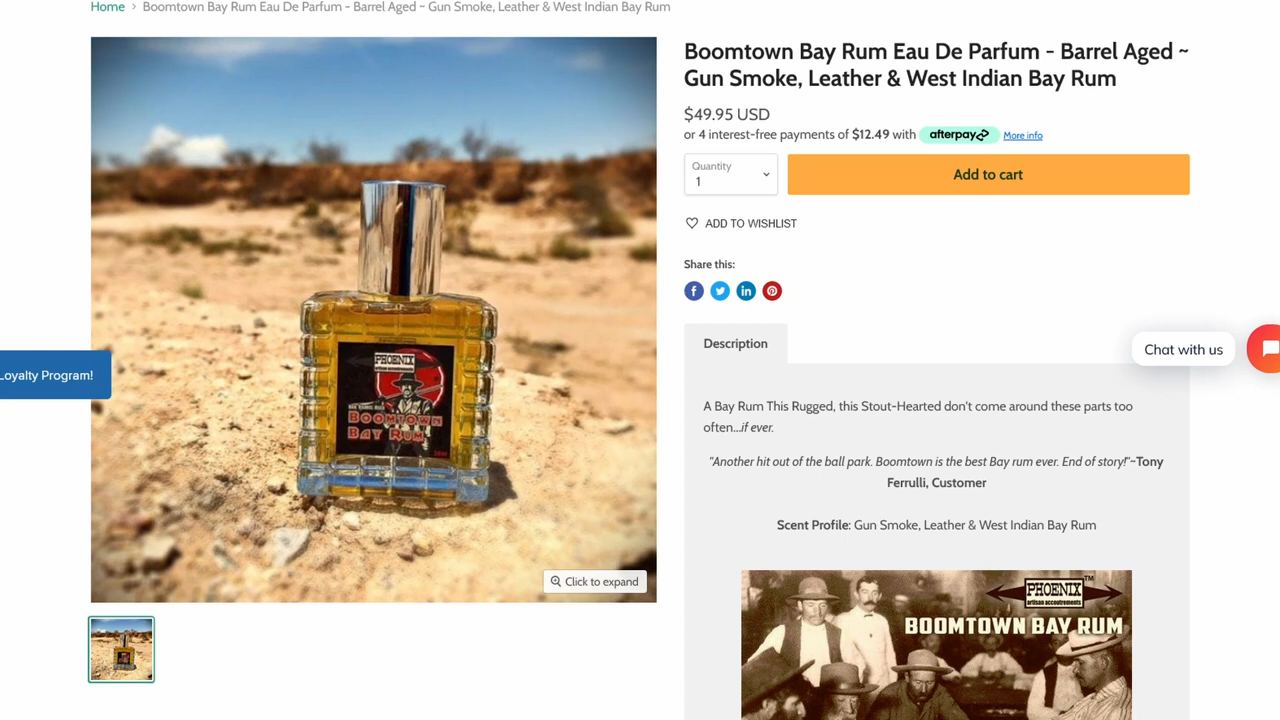 Home › Boomtown Bay Rum Eau De Parfum - Barrel Aged ~ Gun Smoke, Leather & West Indian Bay Rum
Boomtown Bay Rum Eau De Parfum - Barrel Aged ~
Gun Smoke, Leather & West Indian Bay Rum
$49.95 USD
or 4 interest-free payments of $12.49 with afterpay More info
Quantity
1
Add to cart
ADD TO WISHLIST
Share this:
Description
Chat with us
Loyalty Program!
A Bay Rum This Rugged, this Stout-Hearted don't come around these parts too
often...if ever.
"Another hit out of the ball park. Boomtown is the best Bay rum ever. End of story!"~Tony
Ferrulli, Customer
Scent Profile: Gun Smoke, Leather & West Indian Bay Rum
PHOENIX
artisan accoutrements
BOOMTOWN
BAY RUM
Click to expand
PHOENIX™
artisan accoutrements
BOOMTOWN BAY RUM